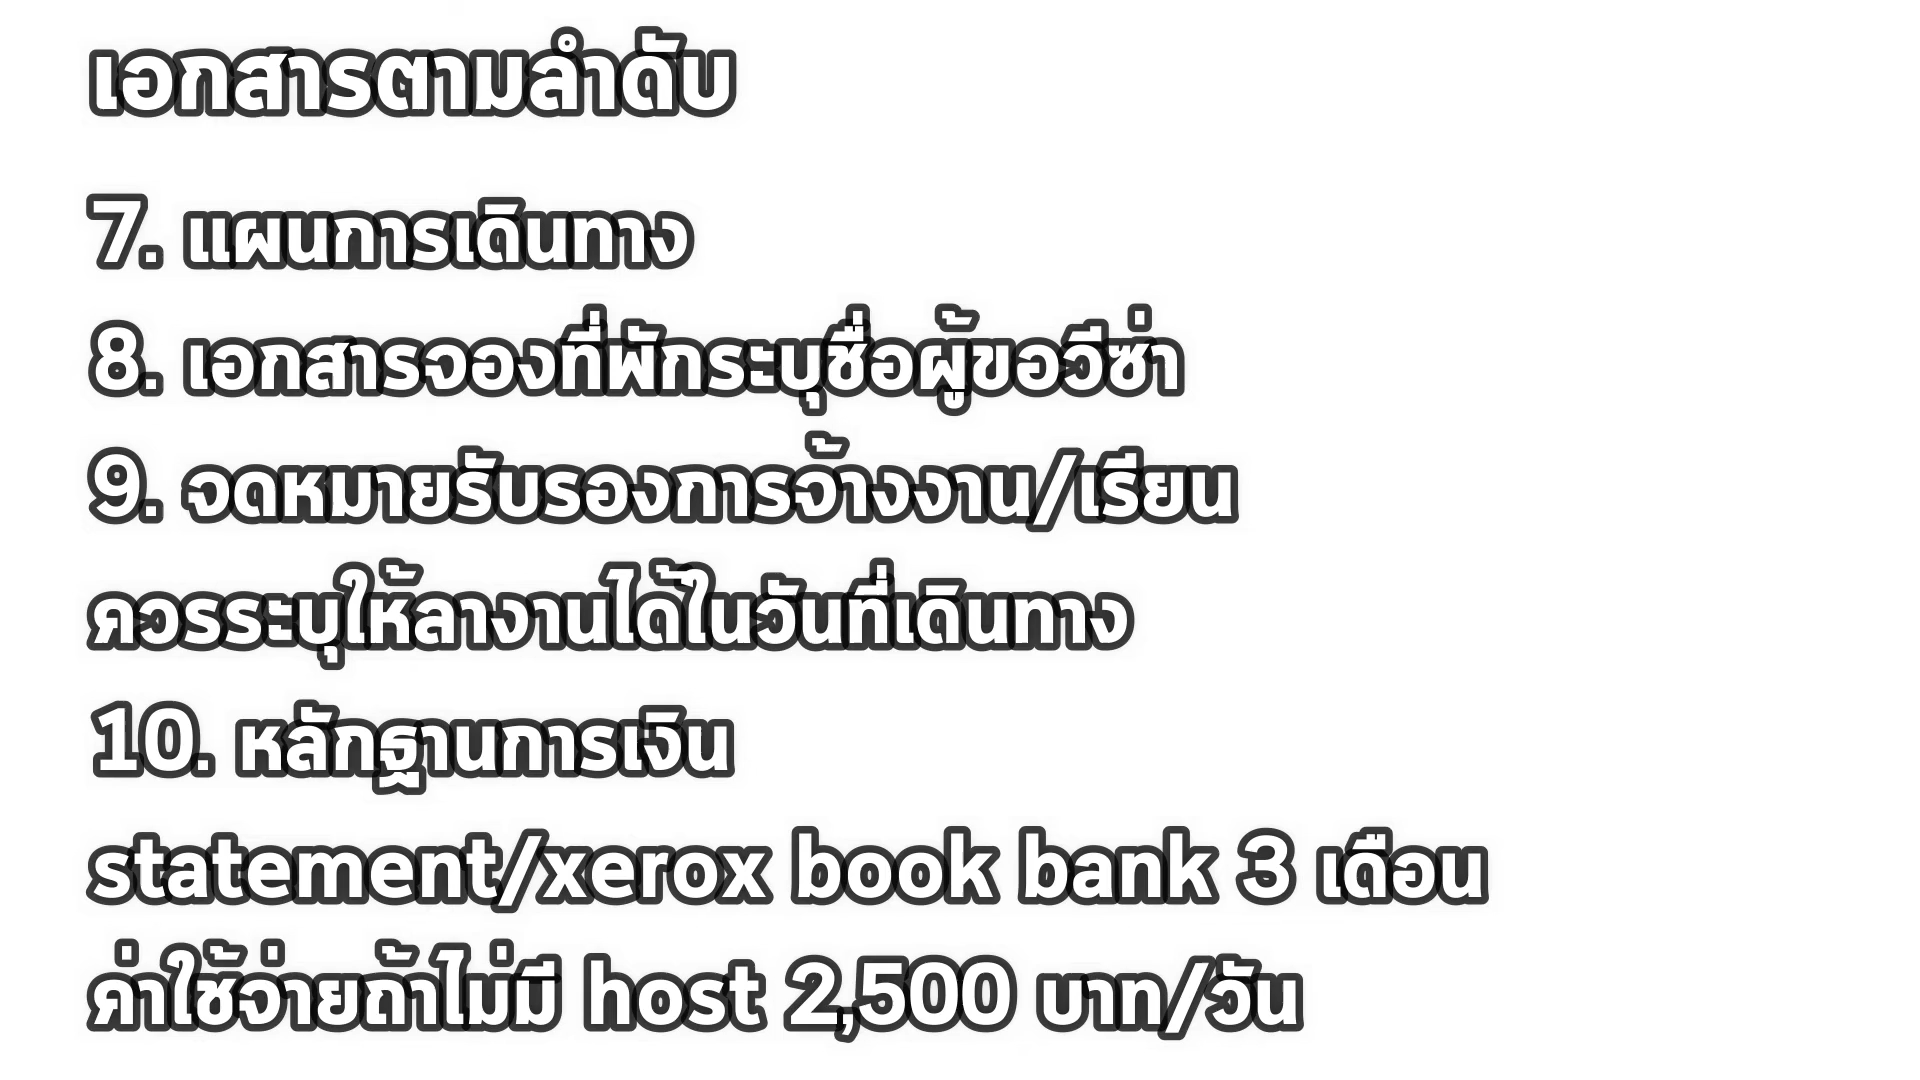 เอกสารตามลำดับ
7. แผนการเดินทาง
8. เอกสารจองที่พักระบุชื่อผู้ขอวีซ่า
9. จดหมายรับรองการจ้างงาน/เรียน
ควรระบุให้ลางานได้ในวันที่เดินทาง
10. หลักฐานการเงิน
statement/xerox book bank 3 เดือน
ค่าใช้จ่ายถ้าไม่มี host 2,500 บาท/วัน